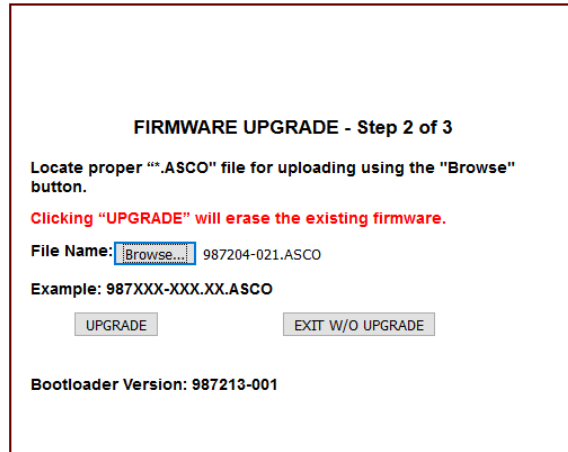 FIRMWARE UPGRADE - Step 2 of 3
Locate proper “*.ASCO" file for uploading using the "Browse"
button.
Clicking “UPGRADE” will erase the existing firmware.
File Name: Browse... 987204-021.ASCO
Example: 987XXX-XXX.XX.ASCO
UPGRADE EXIT W/O UPGRADE
Bootloader Version: 987213-001